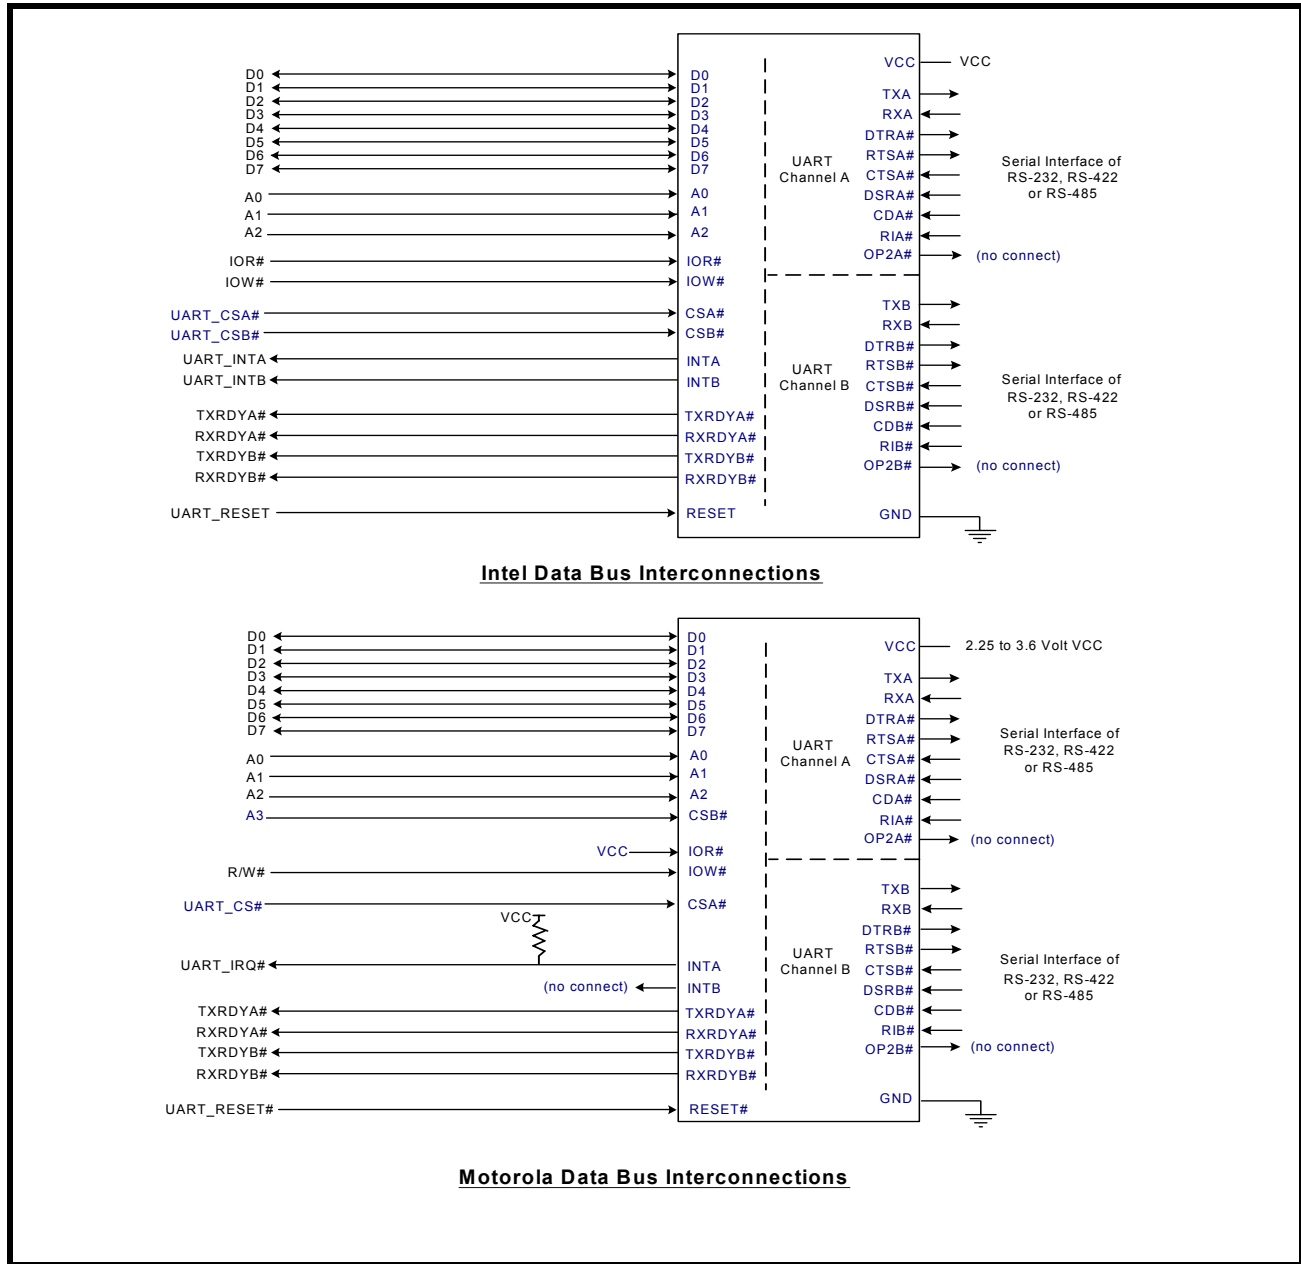 D0 D0
D1 D1
D2 D2
D3 D3
D4 D4
D5 D5
D6 D6
D7 D7
A0 A0
A1 A1
A2 A2
IOR# IOR#
IOW# IOW#
UART_CSA# CSA#
UART_CSB# CSB#
UART_INTA INTA
UART_INTB INTB
TXRDYA# TXRDYA#
RXRDYA# RXRDYA#
TXRDYB# TXRDYB#
RXRDYB# RXRDYB#
UART_RESET RESET
UART
Channel A
UART
Channel B
VCC VCC
TXA
RXA
DTRA#
RTSA#
CTSA#
DSRA#
CDA#
RIA#
OP2A# (no connect)
Serial Interface of
RS-232, RS-422
or RS-485
TXB
RXB
DTRB#
RTSB#
CTSB#
DSRB#
CDB#
RIB#
OP2B# (no connect)
Serial Interface of
RS-232, RS-422
or RS-485
GND
Intel Data Bus Interconnections
D0 D0
D1 D1
D2 D2
D3 D3
D4 D4
D5 D5
D6 D6
D7 D7
A0 A0
A1 A1
A2 A2
A3 CSB#
VCC IOR#
R/W# IOW#
UART_CS# CSA#
VCC
UART_IRQ# INTA
(no connect) INTB
TXRDYA# TXRDYA#
RXRDYA# RXRDYA#
TXRDYB# TXRDYB#
RXRDYB# RXRDYB#
UART_RESET# RESET#
UART
Channel A
UART
Channel B
VCC 2.25 to 3.6 Volt VCC
TXA
RXA
DTRA#
RTSA#
CTSA#
DSRA#
CDA#
RIA#
OP2A# (no connect)
Serial Interface of
RS-232, RS-422
or RS-485
TXB
RXB
DTRB#
RTSB#
CTSB#
DSRB#
CDB#
RIB#
OP2B# (no connect)
Serial Interface of
RS-232, RS-422
or RS-485
GND
Motorola Data Bus Interconnections